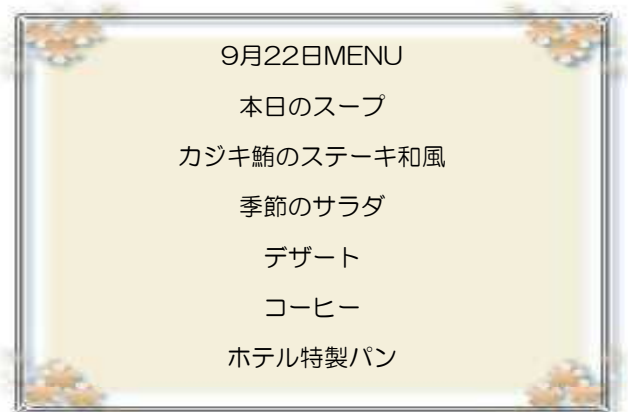 9月22日MENU
本日のスープ
カジキ鮪のステーキ和風
季節のサラダ
デザート
コーヒー
ホテル特製パン